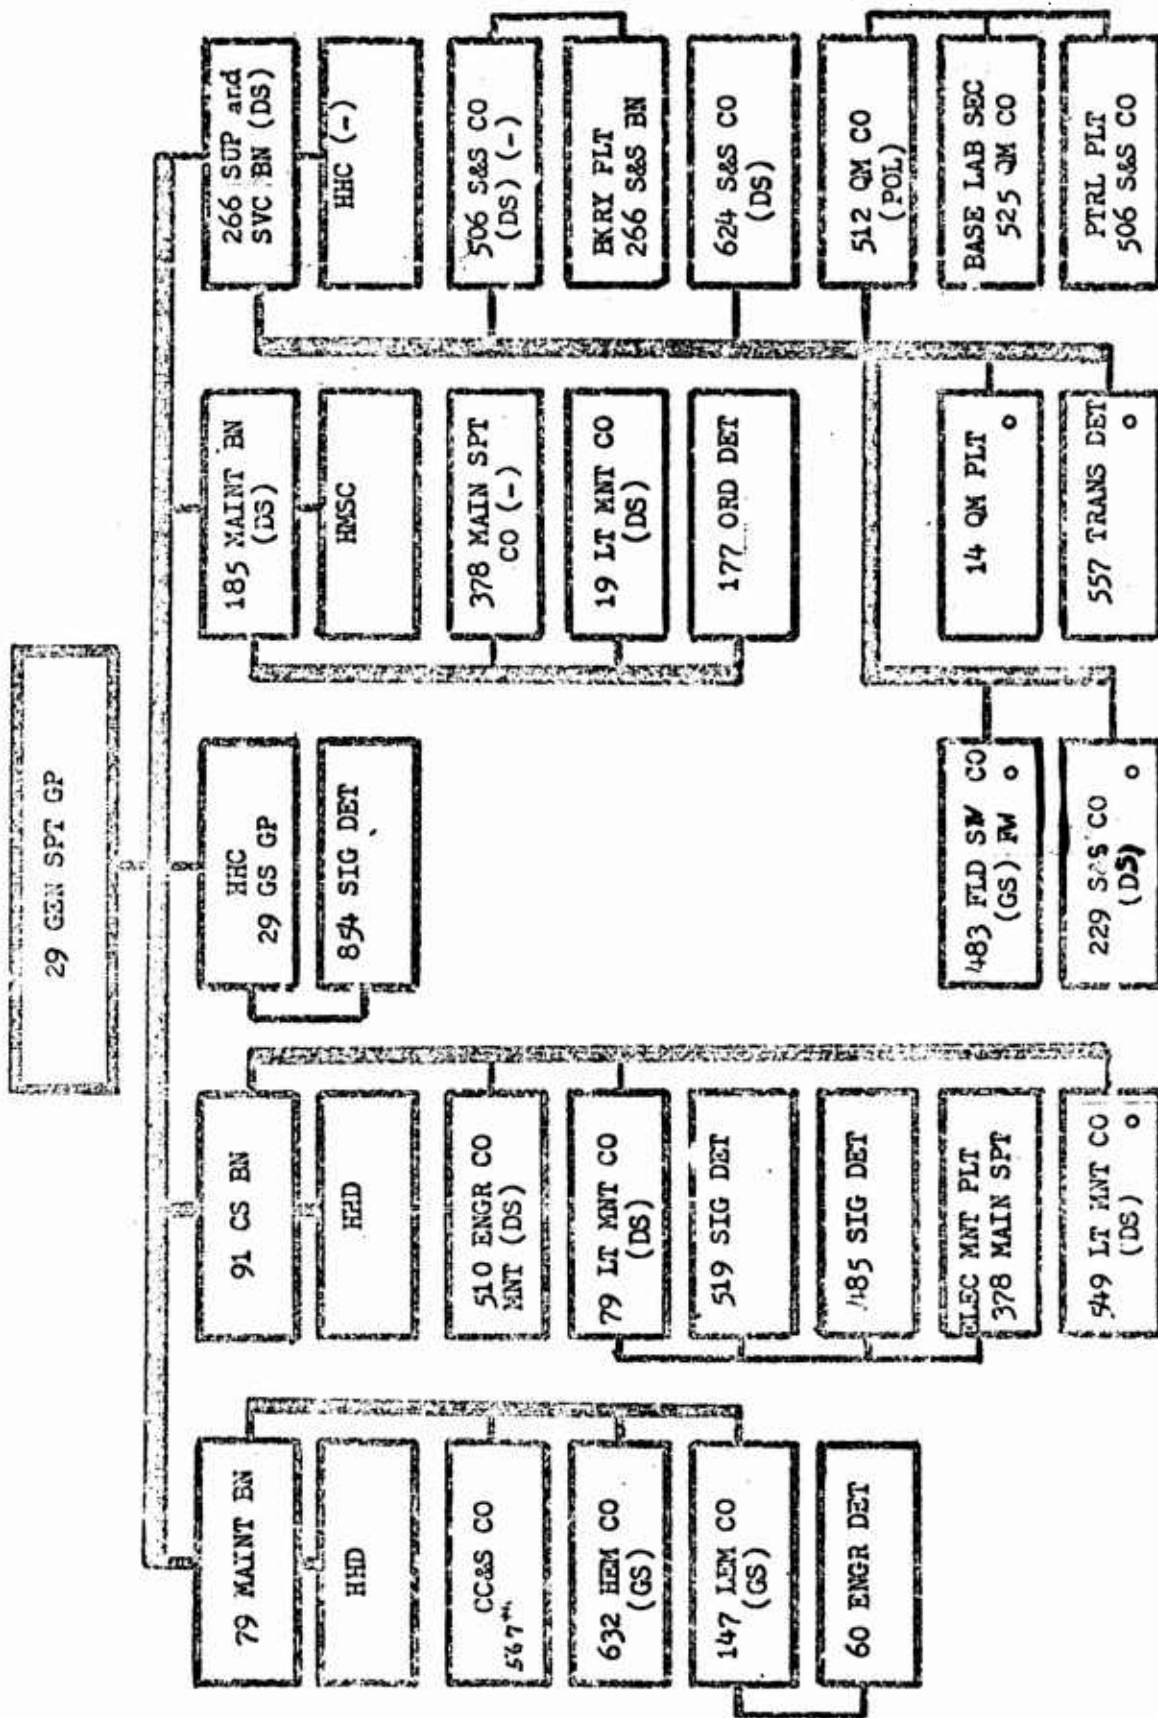 29 GEN SPT GP
79 MAINT BN
HHD
CC&S CO
567th
632 HEM CO
(GS)
147 LEM CO
(GS)
60 ENGR DET
91 CS BN
HHD
510 ENGR CO
MNT (DS)
79 LT MNT CO
(DS)
519 SIG DET
485 SIG DET
ELEC MNT PLT
378 MAIN SPT
549 LT MNT CO
(DS) o
HHC
29 GS GP
854 SIG DET
483 FLD SV CO
(GS) FW o
229 S&S CO
(DS) o
185 MAINT BN
(DS)
HMSC
378 MAIN SPT
CO (-)
19 LT MNT CO
(DS)
177 ORD DET
14 QM PLT
o
557 TRANS DET
o
266 SUP and
SVC BN (DS)
HHC (-)
506 S&S CO
(DS) (-)
BKRY PLT
266 S&S BN
624 S&S CO
(DS)
512 QM CO
(POL)
BASE LAB SEC
525 QM CO
PTRL PLT
506 S&S CO